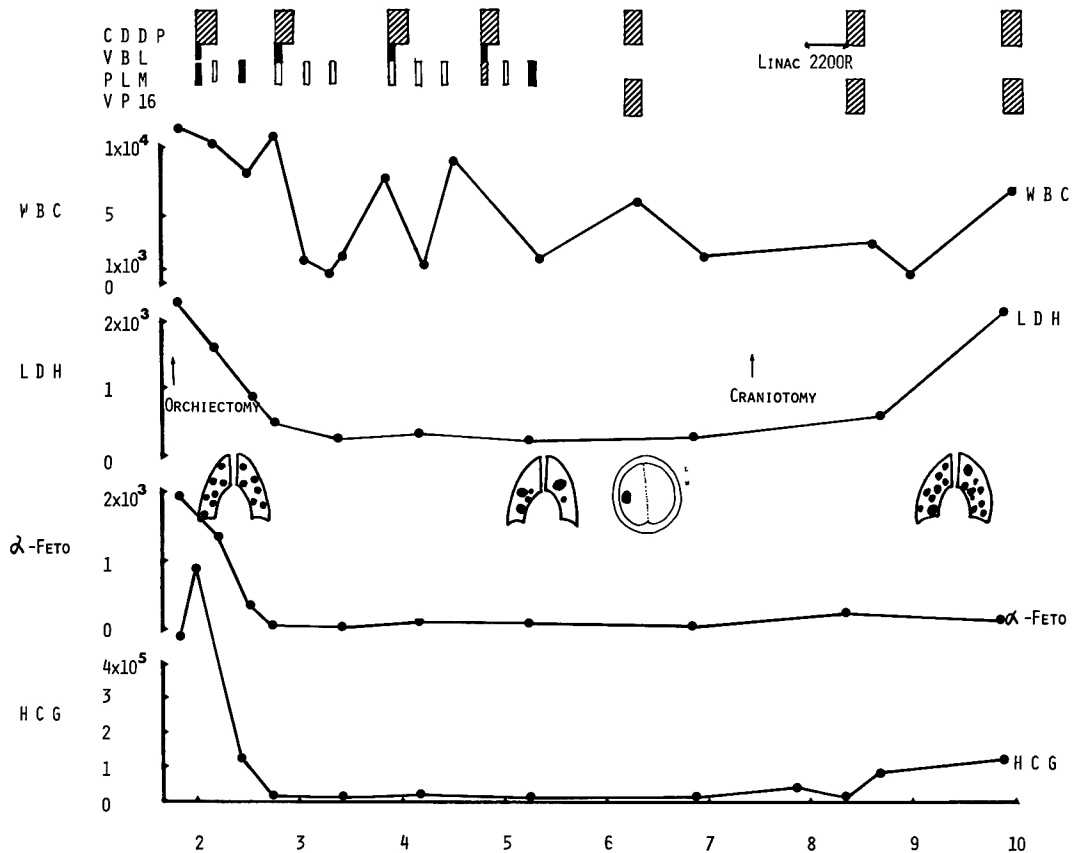 C D D P
V B L
P L M
V P 16
LINAC 2200R
W B C
1x10⁴
5
1x10³
0
W B C
L D H
2x10³
1
0
L D H
ORCHIECTOMY
CRANIOTOMY
α-FETO
2x10³
1
0
α-FETO
H C G
4x10⁵
3
2
1
0
H C G
2 3 4 5 6 7 8 9 10